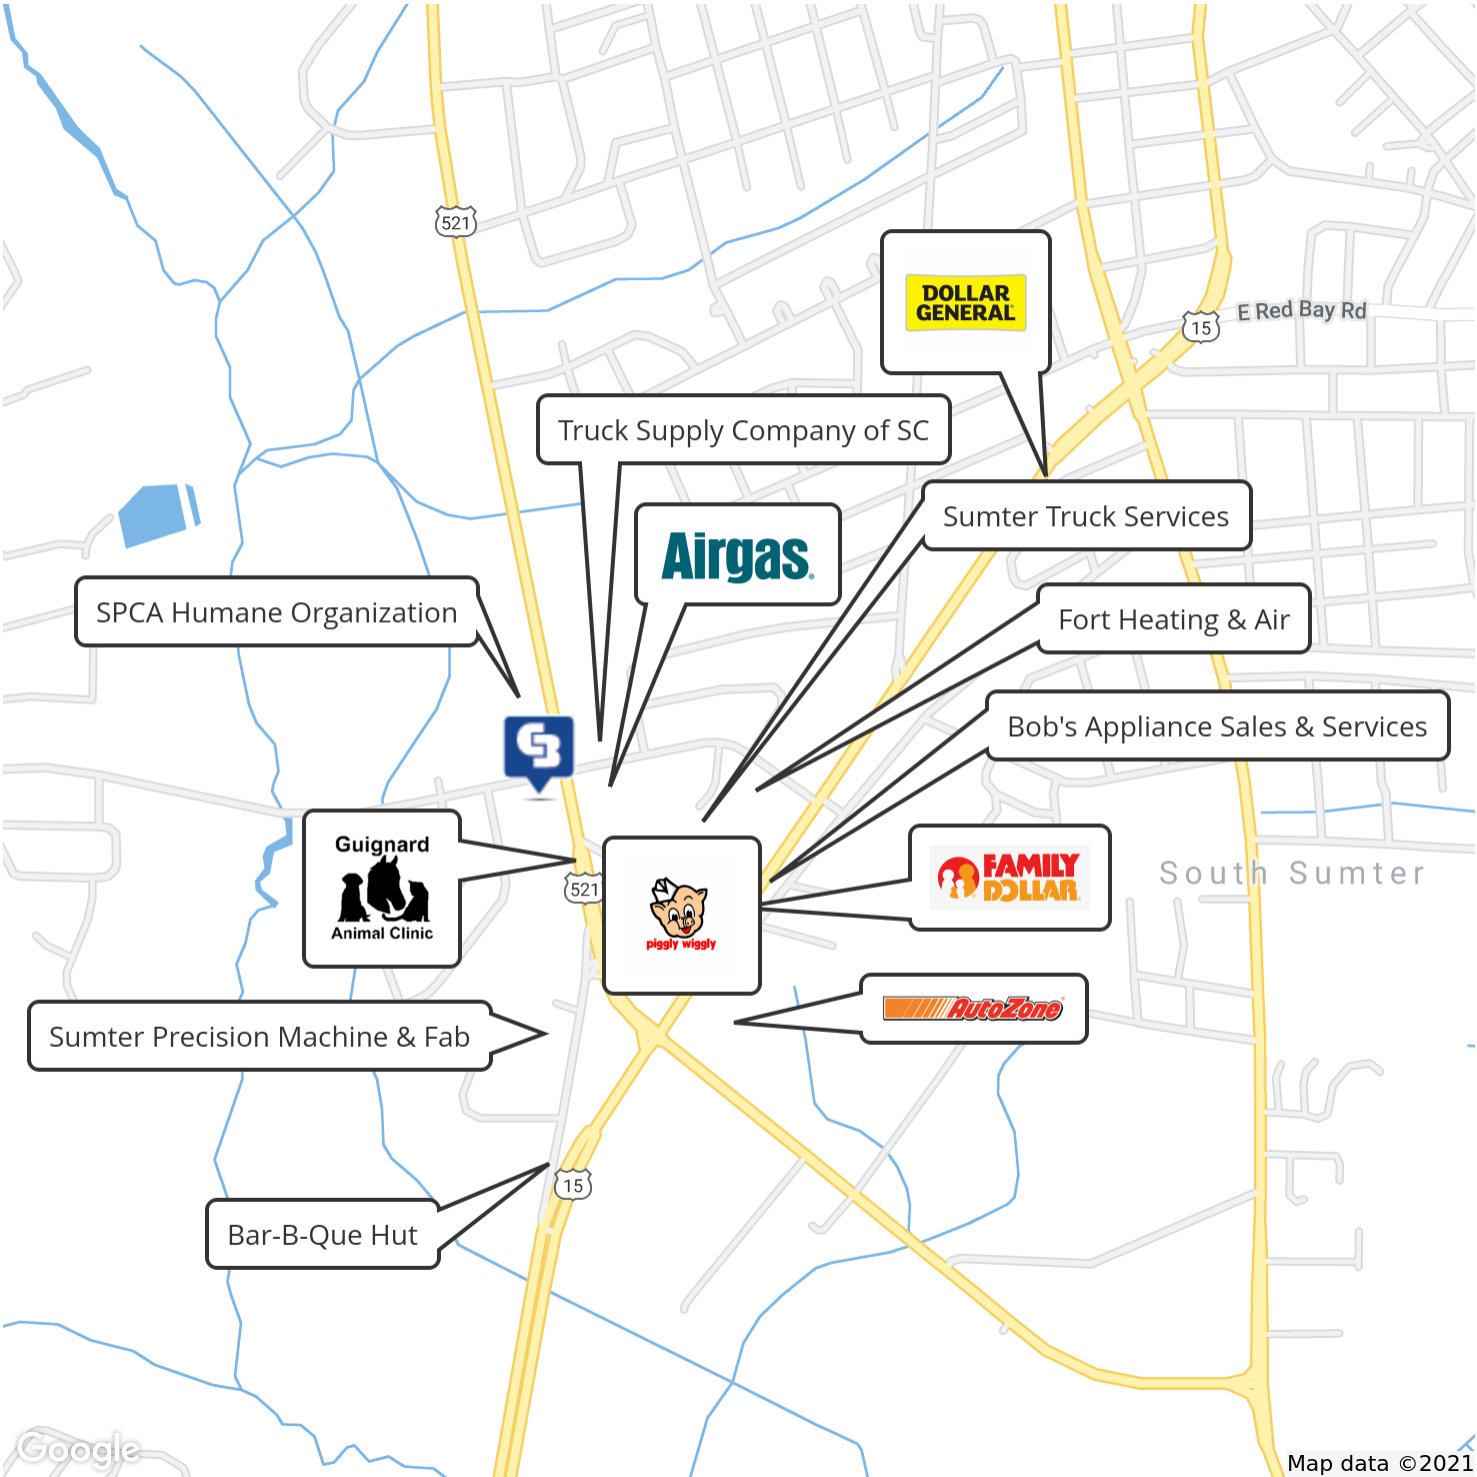 521
DOLLAR
GENERAL
E Red Bay Rd
15
Truck Supply Company of SC
Airgas
Sumter Truck Services
SPCA Humane Organization
Fort Heating & Air
Bob's Appliance Sales & Services
CB
Guignard
Animal Clinic
521
piggly wiggly
FAMILY
DOLLAR
South Sumter
AutoZone
Sumter Precision Machine & Fab
15
Bar-B-Que Hut
Google
Map data ©2021